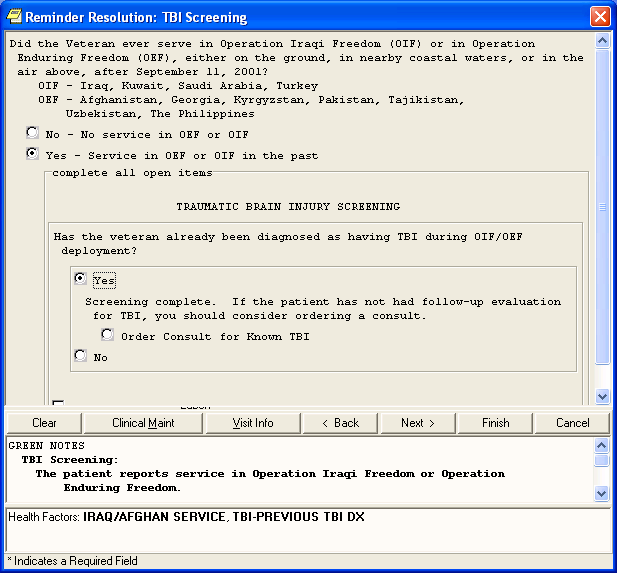 Reminder Resolution: TBI Screening
Did the Veteran ever serve in Operation Iraqi Freedom (OIF) or in Operation
Enduring Freedom (OEF), either on the ground, in nearby coastal waters, or in the
air above, after September 11, 2001?
OIF - Iraq, Kuwait, Saudi Arabia, Turkey
OEF - Afghanistan, Georgia, Kyrgyzstan, Pakistan, Tajikistan,
Uzbekistan, The Philippines
No - No service in OEF or OIF
Yes - Service in OEF or OIF in the past
complete all open items
TRAUMATIC BRAIN INJURY SCREENING
Has the veteran already been diagnosed as having TBI during OIF/OEF
deployment?
Yes
Screening complete. If the patient has not had follow-up evaluation
for TBI, you should consider ordering a consult.
Order Consult for Known TBI
No
Clear Clinical Maint Visit Info < Back Next > Finish Cancel
GREEN NOTES
TBI Screening:
The patient reports service in Operation Iraqi Freedom or Operation
Enduring Freedom.
Health Factors: IRAQ/AFGHAN SERVICE, TBI-PREVIOUS TBI DX
* Indicates a Required Field